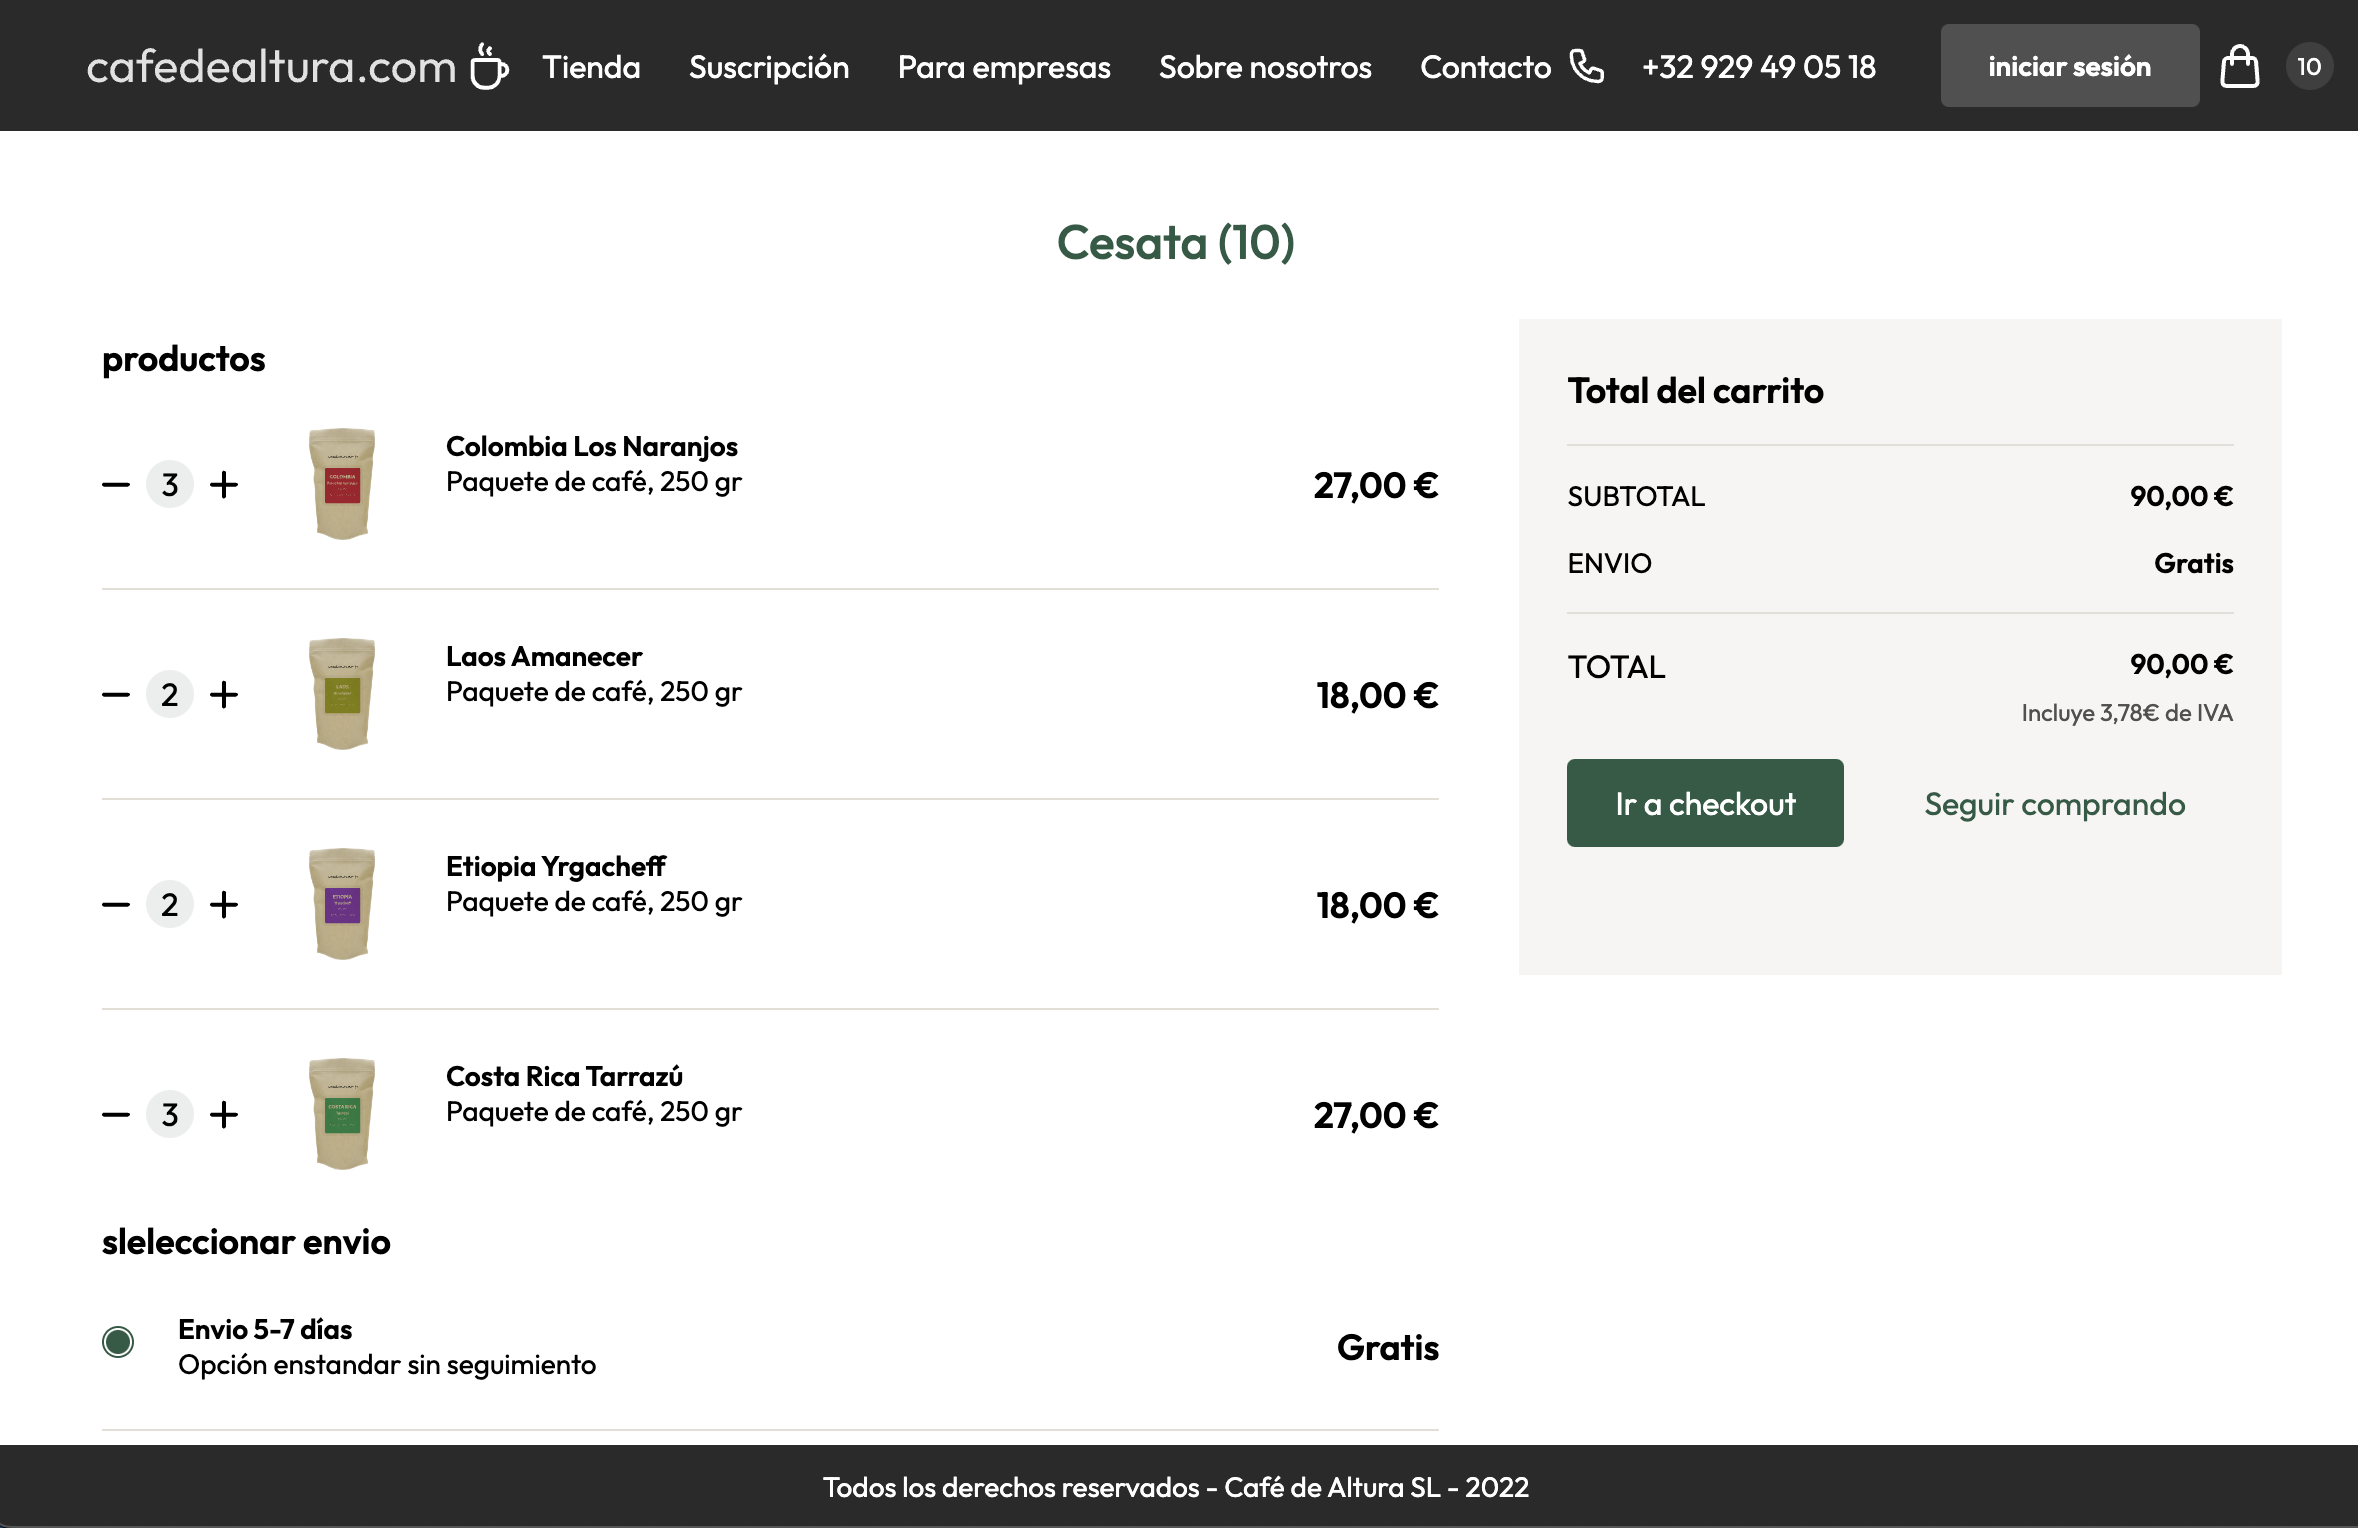 cafedealtura.com
Tienda
Suscripción
Para empresas
Sobre nosotros
Contacto
+32 929 49 05 18
iniciar sesión
10
Cesata (10)
productos
3
Colombia Los Naranjos
Paquete de café, 250 gr
27,00 €
COLOMBIA
2
Laos Amanecer
Paquete de café, 250 gr
18,00 €
LAOS
2
Etiopia Yrgacheff
Paquete de café, 250 gr
18,00 €
ETIOPIA
3
Costa Rica Tarrazú
Paquete de café, 250 gr
27,00 €
COSTA RICA
sleleccionar envio
Envio 5-7 días
Opción enstandar sin seguimiento
Gratis
Total del carrito
SUBTOTAL
90,00 €
ENVIO
Gratis
TOTAL
90,00 €
Incluye 3,78€ de IVA
Ir a checkout
Seguir comprando
Todos los derechos reservados - Café de Altura SL - 2022